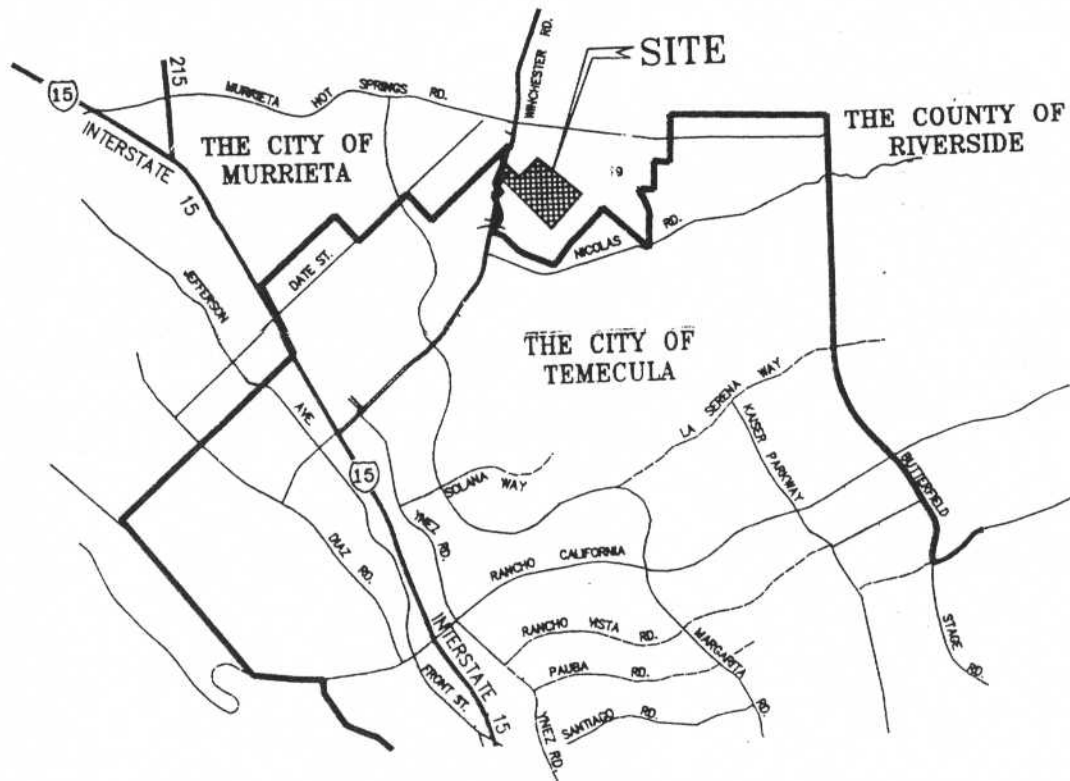 SITE
WINCHESTER RD.
215
15
MURRIETA HOT SPRINGS RD.
THE COUNTY OF
RIVERSIDE
INTERSTATE 15
THE CITY OF
MURRIETA
NICOLAS RD.
DATE ST.
JEFFERSON AVE.
THE CITY OF
TEMECULA
LA SERENA WAY
KAISER PARKWAY
BUTTERFIELD STAGE RD.
15
SOLANA WAY
YNEZ RD.
DIAZ RD.
RANCHO CALIFORNIA
RANCHO VISTA RD.
MARGARITA RD.
INTERSTATE 15
PAUBA RD.
FRONT ST.
SANTIAGO RD.
YNEZ RD.